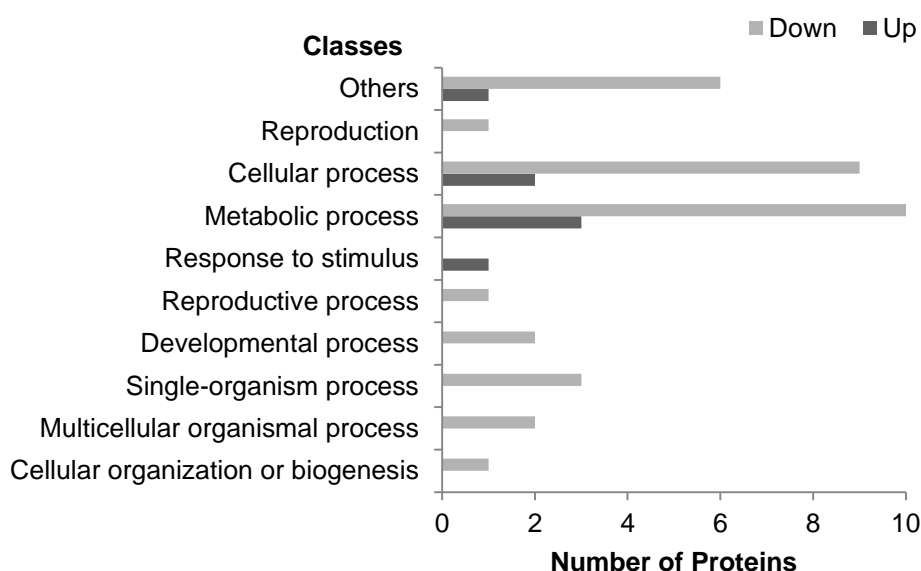 Down Up
Classes
Others
Reproduction
Cellular process
Metabolic process
Response to stimulus
Reproductive process
Developmental process
Single-organism process
Multicellular organismal process
Cellular organization or biogenesis
0 2 4 6 8 10
Number of Proteins